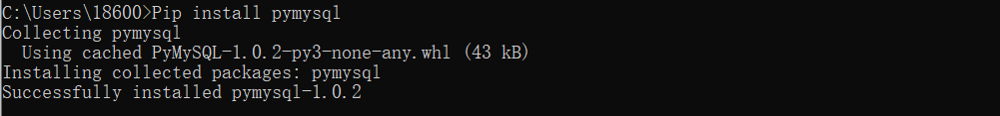 C:\Users\18600>Pip install pymysql
Collecting pymysql
  Using cached PyMySQL-1.0.2-py3-none-any.whl (43 kB)
Installing collected packages: pymysql
Successfully installed pymysql-1.0.2